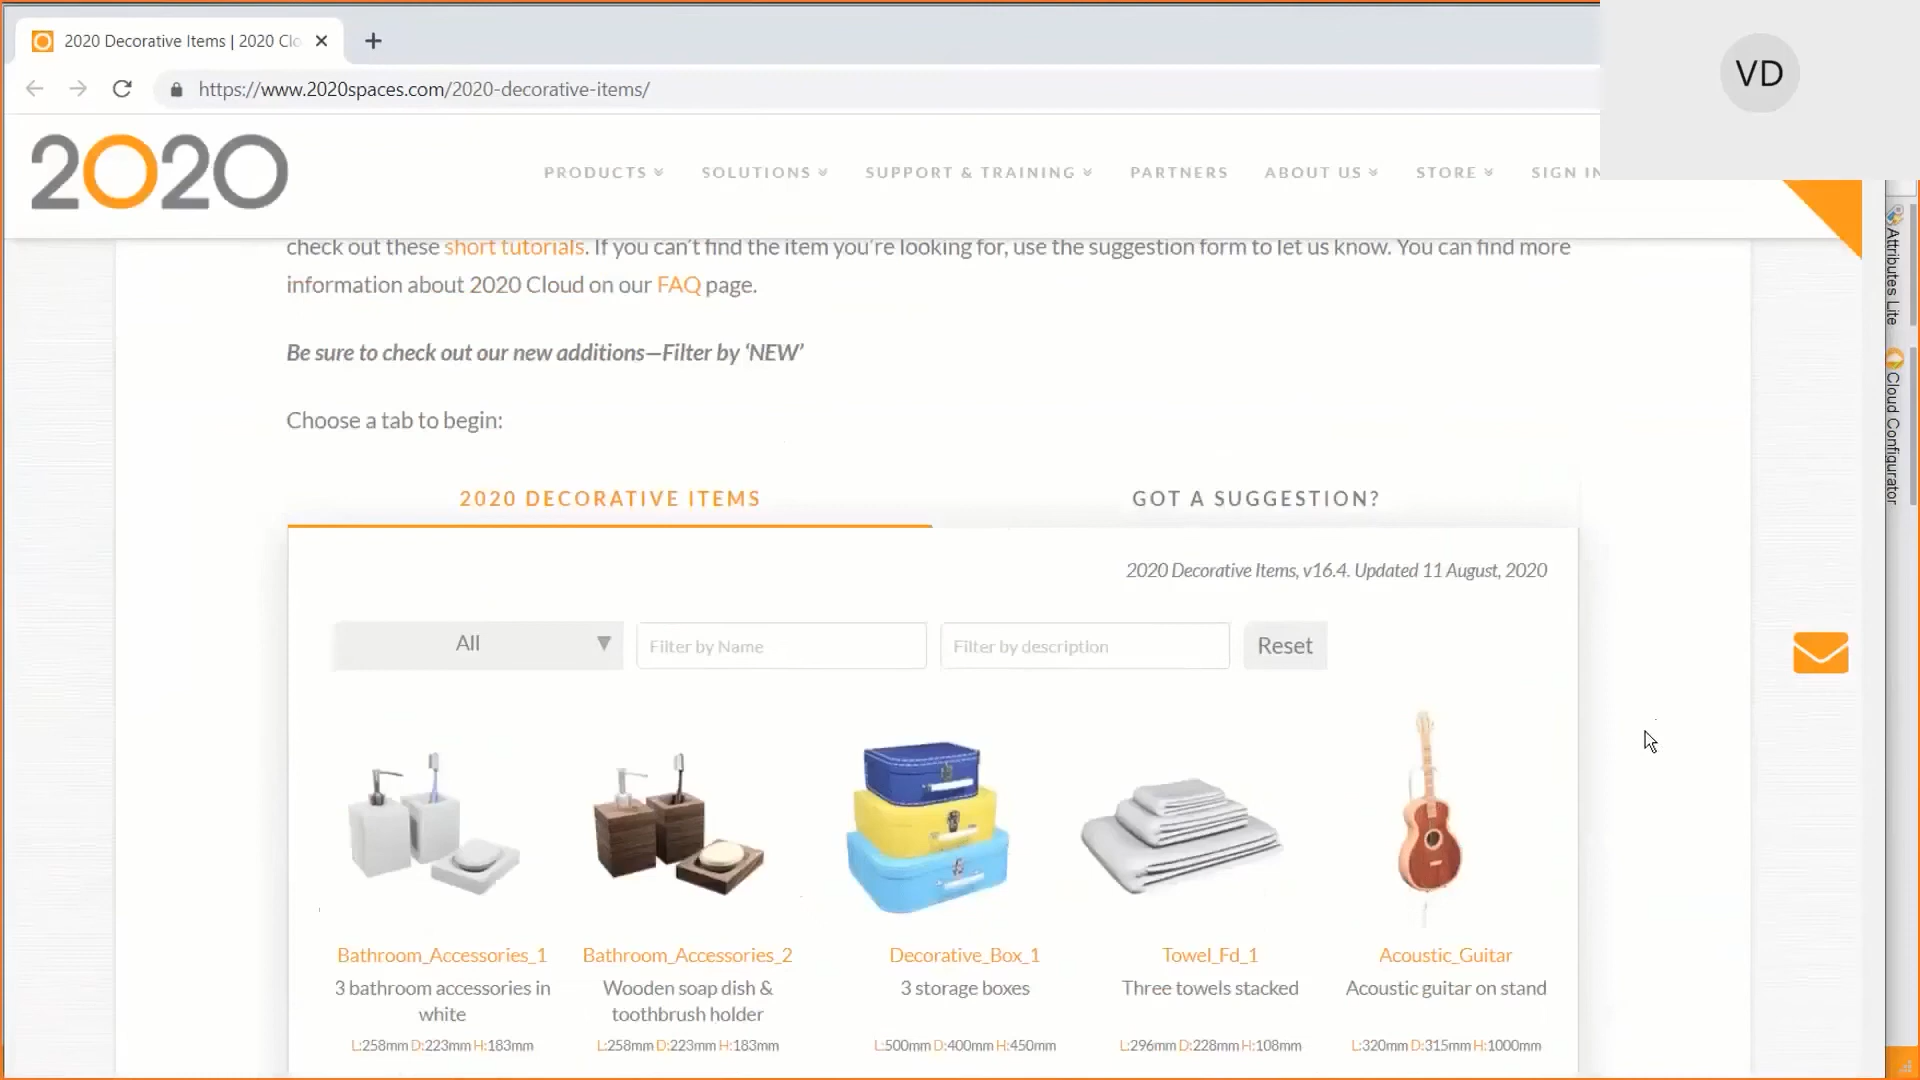 2020 Decorative Items | 2020 Clo
https://www.2020spaces.com/2020-decorative-items/
VD
2020
PRODUCTS
SOLUTIONS
SUPPORT & TRAINING
PARTNERS
ABOUT US
STORE
SIGN IN
check out these short tutorials. If you can't find the item you're looking for, use the suggestion form to let us know. You can find more
information about 2020 Cloud on our FAQ page.
Be sure to check out our new additions—Filter by ‘NEW’
Choose a tab to begin:
2020 DECORATIVE ITEMS
GOT A SUGGESTION?
2020 Decorative Items, v16.4. Updated 11 August, 2020
All
Filter by Name
Filter by description
Reset
Bathroom_Accessories_1
3 bathroom accessories in
white
L:258mm D:223mm H:183mm
Bathroom_Accessories_2
Wooden soap dish &
toothbrush holder
L:258mm D:223mm H:183mm
Decorative_Box_1
3 storage boxes
L:500mm D:400mm H:450mm
Towel_Fd_1
Three towels stacked
L:296mm D:228mm H:108mm
Acoustic_Guitar
Acoustic guitar on stand
L:320mm D:315mm H:1000mm
Attributes Lite
Cloud Configurator